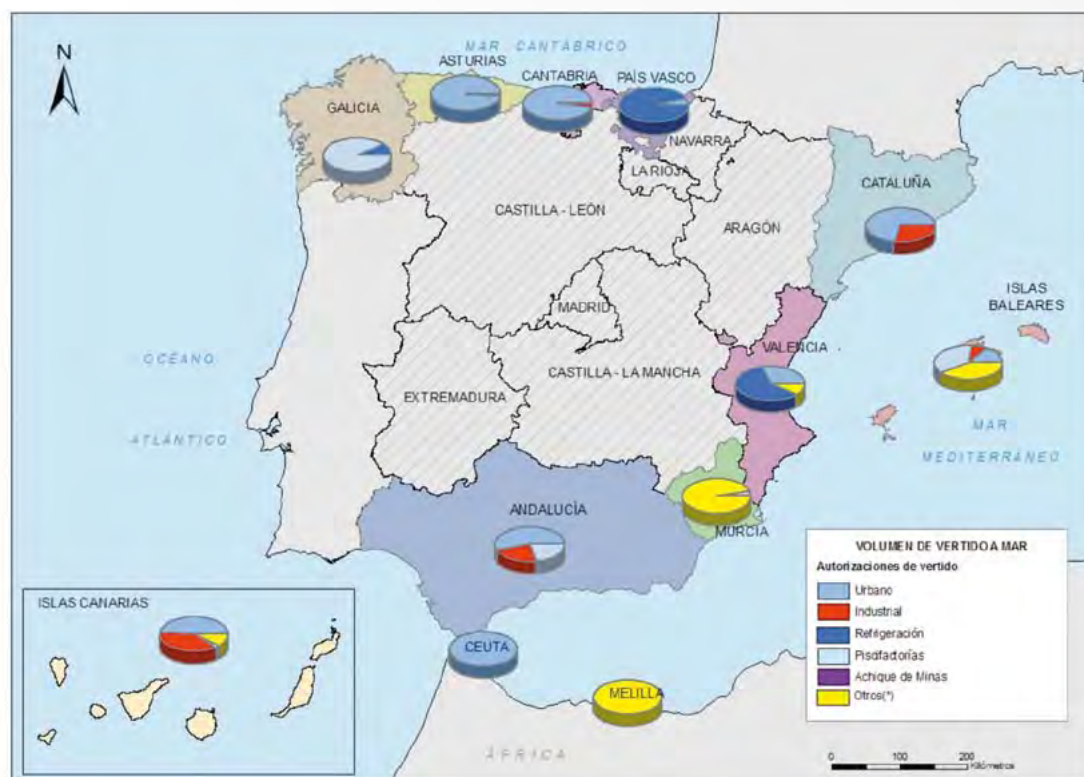 MAR CANTÁBRICO
N
ASTURIAS
CANTABRIA
PAÍS VASCO
GALICIA
NAVARRA
LA RIOJA
CATALUÑA
CASTILLA - LEÓN
ARAGÓN
ISLAS
BALEARES
MADRID
VALENCIA
OCÉANO
ATLÁNTICO
CASTILLA - LA MANCHA
EXTREMADURA
MAR
MEDITERRÁNEO
ANDALUCÌA
MURCIA
VOLUMEN DE VERTIDO A MAR
Autorizaciones de vertido
Urbano
Industrial
Refrigeración
Piscifactorías
Achique de Minas
Otros(*)
ISLAS CANARIAS
CEUTA
MELILLA
ÁFRICA
0 100 200
Kilómetros